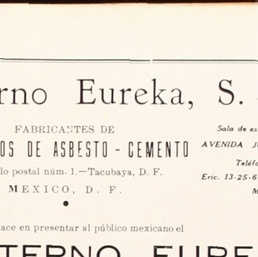 rno Eureka, S.
FABRICANTES DE
OS DE ASBESTO - CEMENTO
do postal núm. 1.—Tacubaya, D. F.
MEXICO, D. F.
Sala de es
AVENIDA J
Teléf
Eric. 13-25-6
ace en presentar al público mexicano el
TERNO EURE